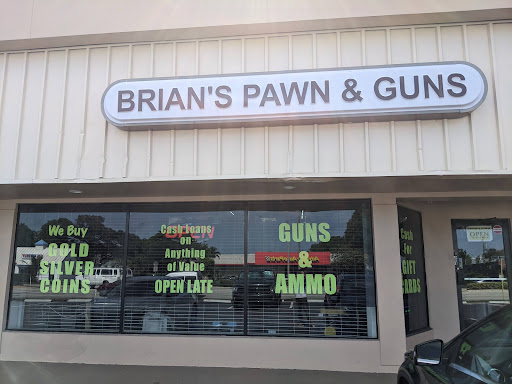 BRIAN'S PAWN & GUNS
We Buy
GOLD
SILVER
COINS
OPEN
Cash Loans
on
Anything
of Value
OPEN LATE
GUNS
&
AMMO
Cash
For
GIFT
CARDS
OPEN